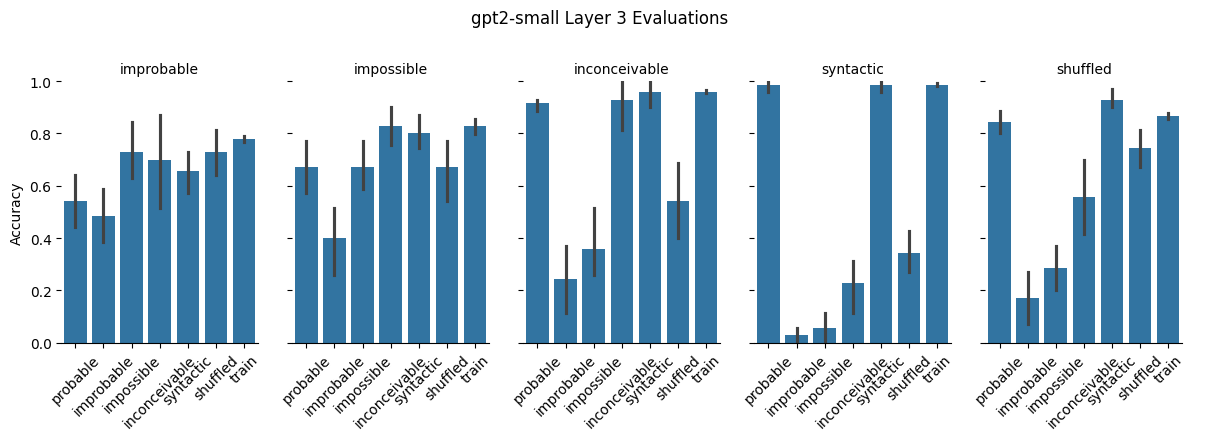 gpt2-small Layer 3 Evaluations
improbable
impossible
inconceivable
syntactic
shuffled
Accuracy
1.0
0.8
0.6
0.4
0.2
0.0
probable
improbable
impossible
inconceivable
syntactic
shuffled
train
probable
improbable
impossible
inconceivable
syntactic
shuffled
train
probable
improbable
impossible
inconceivable
syntactic
shuffled
train
probable
improbable
impossible
inconceivable
syntactic
shuffled
train
probable
improbable
impossible
inconceivable
syntactic
shuffled
train